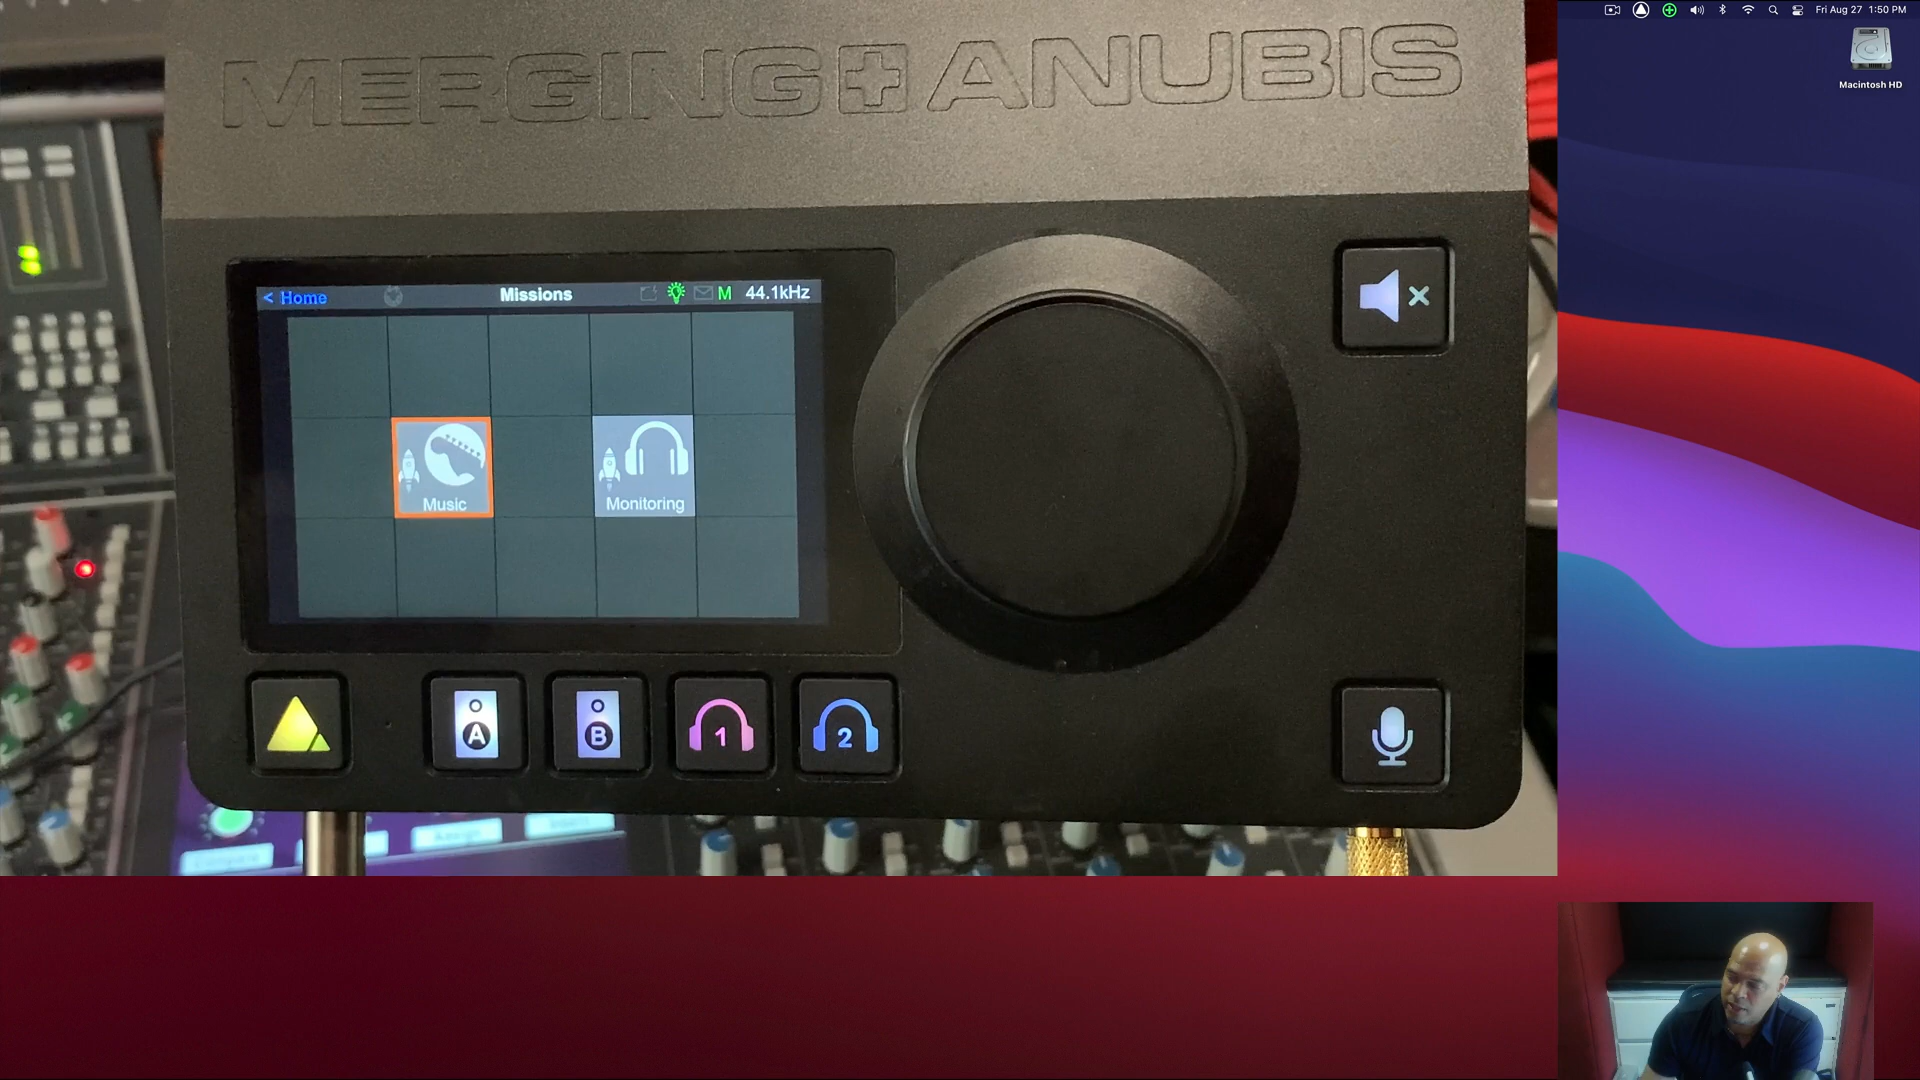 MERGING+ANUBIS
Fri Aug 27 1:50 PM
Macintosh HD
< Home
Missions
M
44.1kHz
Music
Monitoring
A
B
1
2